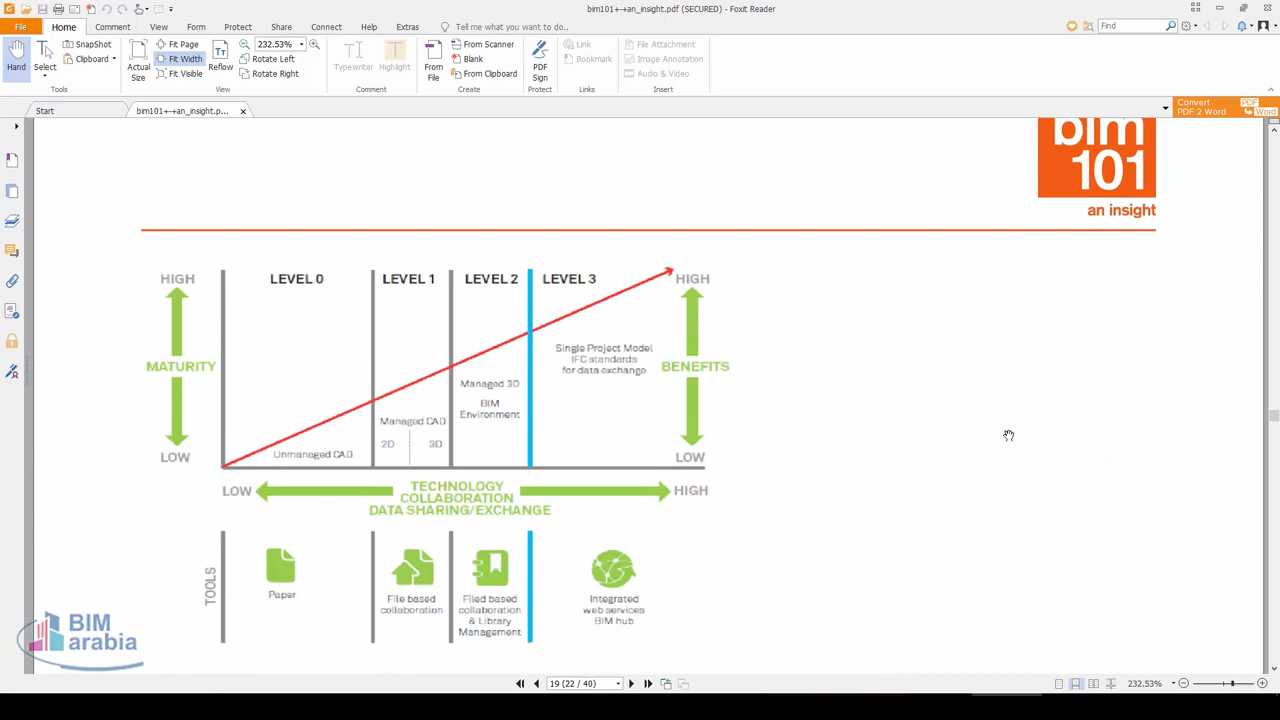 bim101+-+an_insight.pdf (SECURED) - Foxit Reader
File Home Comment View Form Protect Share Connect Help Extras Tell me what you want to do... Find
Hand
Select
SnapShot
Clipboard
Tools
Actual
Size
Fit Page
Fit Width
Fit Visible
Reflow
232.53%
Rotate Left
Rotate Right
View
Typewriter
Highlight
Comment
From
File
From Scanner
Blank
From Clipboard
Create
PDF
Sign
Protect
Link
Bookmark
Links
File Attachment
Image Annotation
Audio & Video
Insert
Start
bim101+-+an_insight.p...
Convert
PDF 2 Word
PDF
Word
bim
101
an insight
HIGH
MATURITY
LOW
LEVEL 0 LEVEL 1 LEVEL 2 LEVEL 3
Unmanaged CAD
Managed CAD
2D 3D
Managed 3D
BIM
Environment
Single Project Model
IFC standards
for data exchange
HIGH
BENEFITS
LOW
LOW
TECHNOLOGY
COLLABORATION
DATA SHARING/EXCHANGE
HIGH
TOOLS
Paper
File based
collaboration
Filed based
collaboration
& Library
Management
Integrated
web services
BIM hub
BIM
arabia
19 (22 / 40)
232.53%